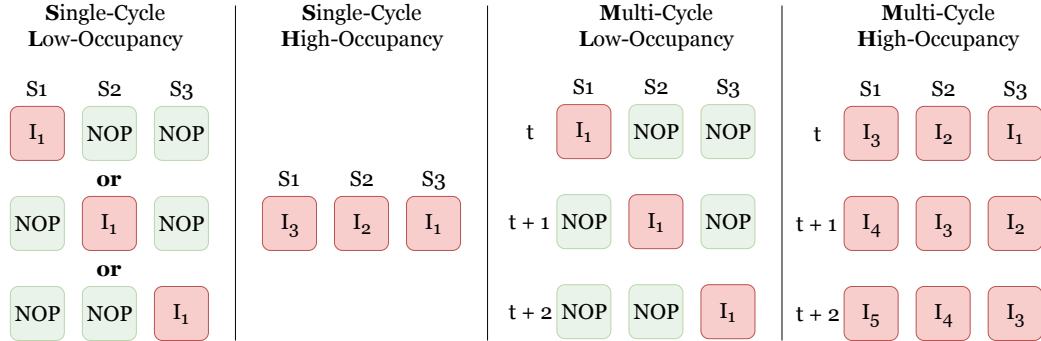 Single-Cycle
Low-Occupancy
S1 S2 S3
I1 NOP NOP
or
NOP I1 NOP
or
NOP NOP I1
Single-Cycle
High-Occupancy
S1 S2 S3
I3 I2 I1
Multi-Cycle
Low-Occupancy
S1 S2 S3
t I1 NOP NOP
t + 1 NOP I1 NOP
t + 2 NOP NOP I1
Multi-Cycle
High-Occupancy
S1 S2 S3
t I3 I2 I1
t + 1 I4 I3 I2
t + 2 I5 I4 I3